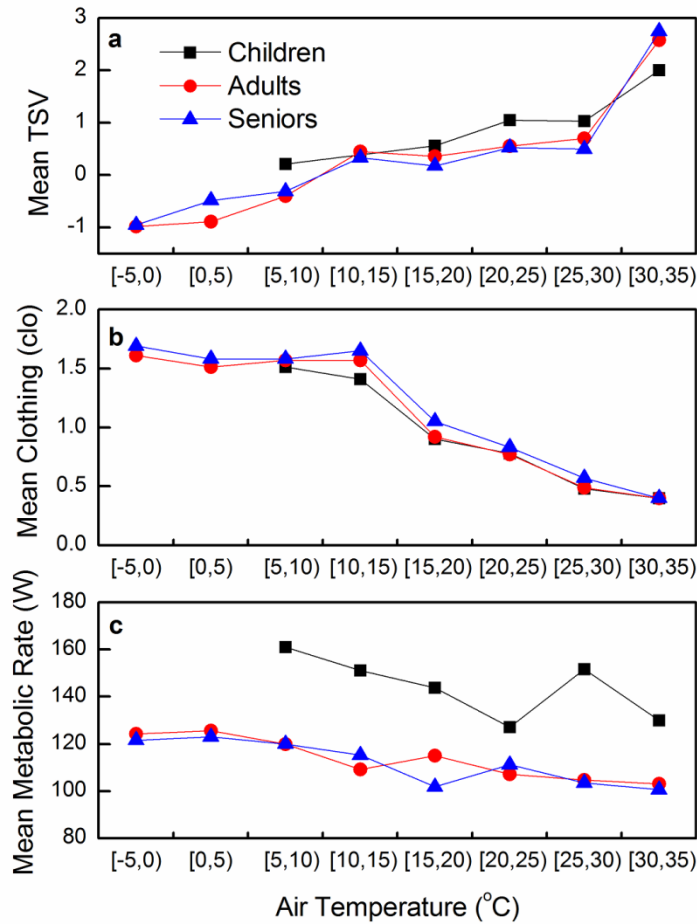 a
Children
Adults
Seniors
3
2
1
0
-1
Mean TSV
[-5,0) [0,5) [5,10) [10,15) [15,20) [20,25) [25,30) [30,35)
b
2.0
1.5
1.0
0.5
0.0
Mean Clothing (clo)
[-5,0) [0,5) [5,10) [10,15) [15,20) [20,25) [25,30) [30,35)
c
180
160
140
120
100
80
Mean Metabolic Rate (W)
[-5,0) [0,5) [5,10) [10,15) [15,20) [20,25) [25,30) [30,35)
Air Temperature (°C)